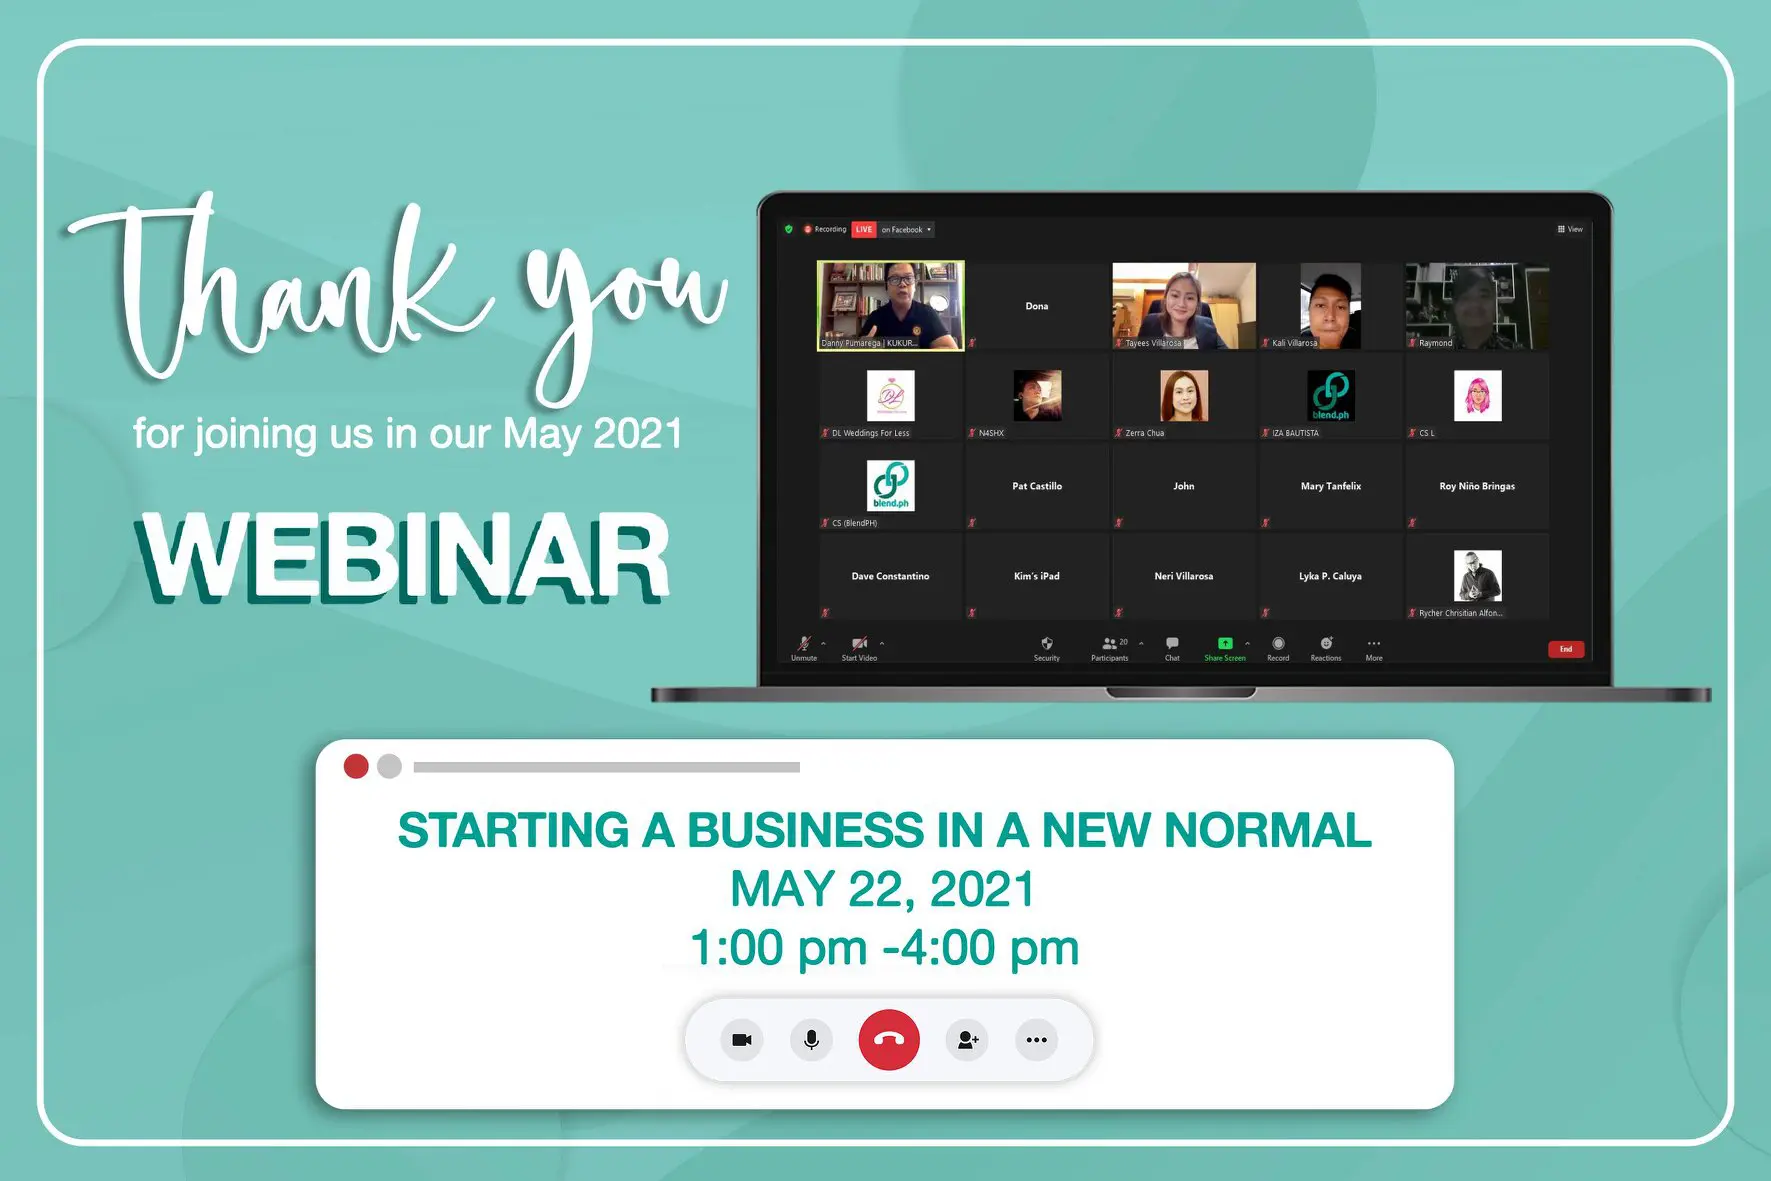 Thank you
for joining us in our May 2021
WEBINAR
Recording
LIVE
on Facebook
View
Danny Pumarega | KUKUR...
Dona
Tayees Villarosa
Kali Villarosa
Raymond
DL Weddings For Less
N4SHX
Zerra Chua
blend.ph
IZA BAUTISTA
CS L
blend.ph
CS (BlendPH)
Pat Castillo
John
Mary Tanfelix
Roy Niño Bringas
Dave Constantino
Kim's iPad
Neri Villarosa
Lyka P. Caluya
Rycher Chrisitian Alfon...
Unmute
Start Video
Security
20
Participants
Chat
Share Screen
Record
Reactions
More
End
STARTING A BUSINESS IN A NEW NORMAL
MAY 22, 2021
1:00 pm -4:00 pm